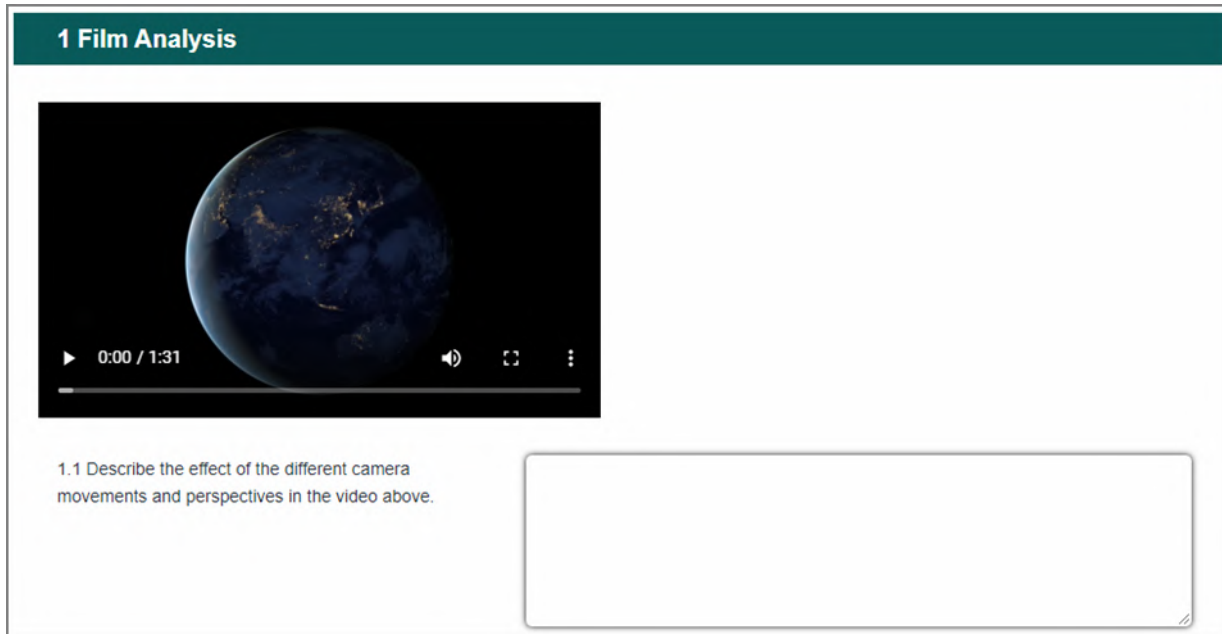 1 Film Analysis
0:00 / 1:31
1.1 Describe the effect of the different camera
movements and perspectives in the video above.